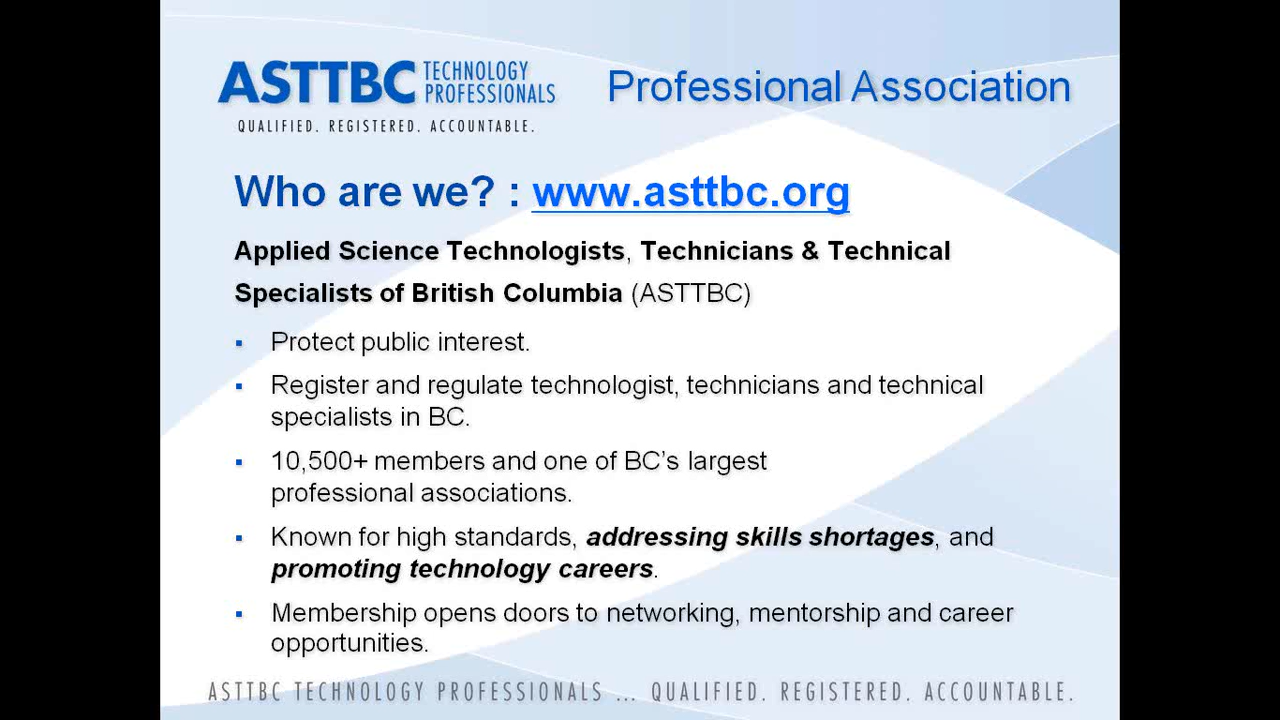 ASTTBC TECHNOLOGY PROFESSIONALS
QUALIFIED. REGISTERED. ACCOUNTABLE.
Professional Association
Who are we? : www.asttbc.org
Applied Science Technologists, Technicians & Technical
Specialists of British Columbia (ASTTBC)
▪ Protect public interest.
▪ Register and regulate technologist, technicians and technical
specialists in BC.
▪ 10,500+ members and one of BC’s largest
professional associations.
▪ Known for high standards, addressing skills shortages, and
promoting technology careers.
▪ Membership opens doors to networking, mentorship and career
opportunities.
ASTTBC TECHNOLOGY PROFESSIONALS ... QUALIFIED. REGISTERED. ACCOUNTABLE.